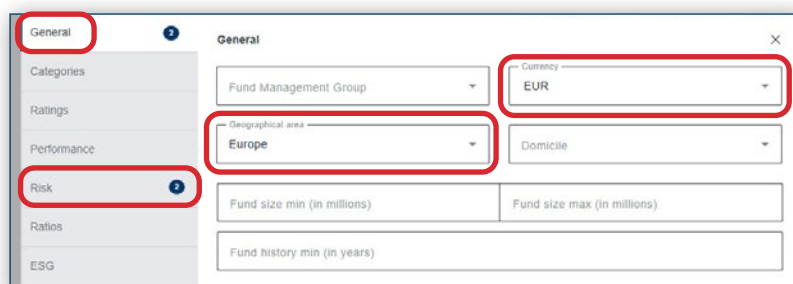 General 2
Categories
Ratings
Performance
Risk 2
Ratios
ESG
General ×
Fund Management Group
Currency
EUR
Geographical area
Europe
Domicile
Fund size min (in millions)
Fund size max (in millions)
Fund history min (in years)